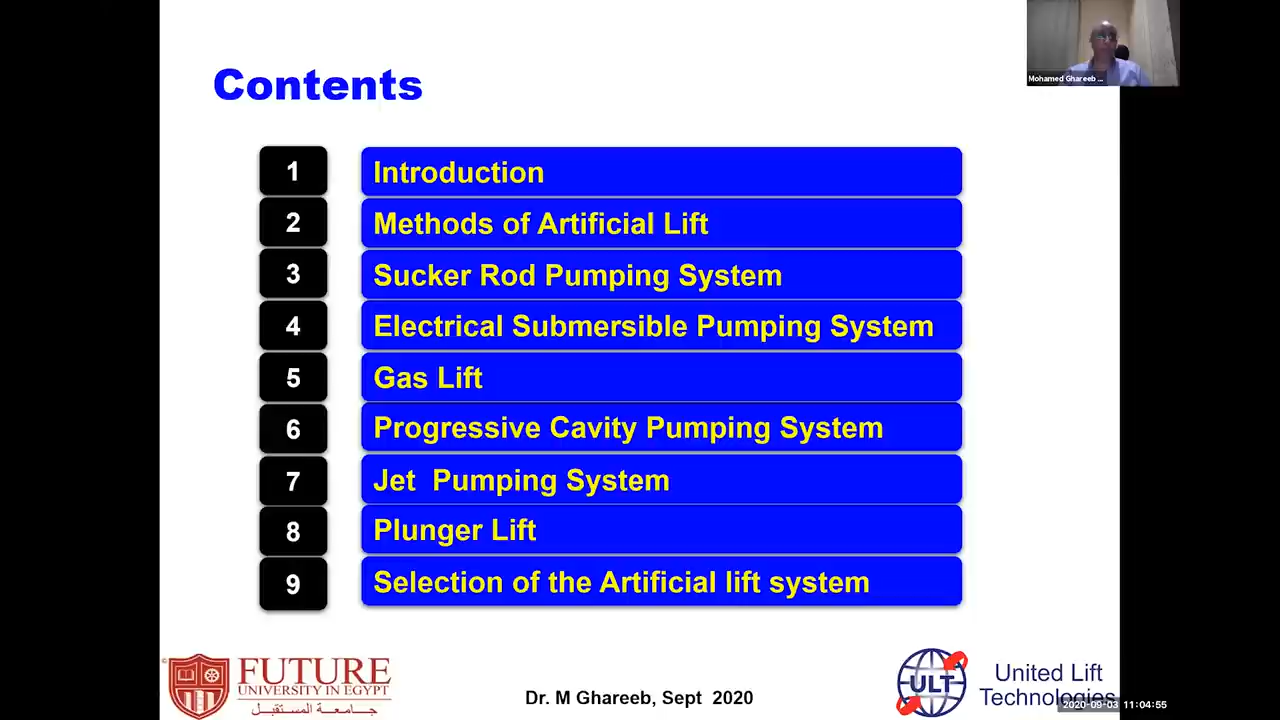 Mohamed Ghareeb ...
Contents
1 Introduction
2 Methods of Artificial Lift
3 Sucker Rod Pumping System
4 Electrical Submersible Pumping System
5 Gas Lift
6 Progressive Cavity Pumping System
7 Jet Pumping System
8 Plunger Lift
9 Selection of the Artificial lift system
FUTURE
UNIVERSITY IN EGYPT
جامعة المستقبل
Dr. M Ghareeb, Sept 2020
ULT
United Lift
Technologies
2020-09-03 11:04:55